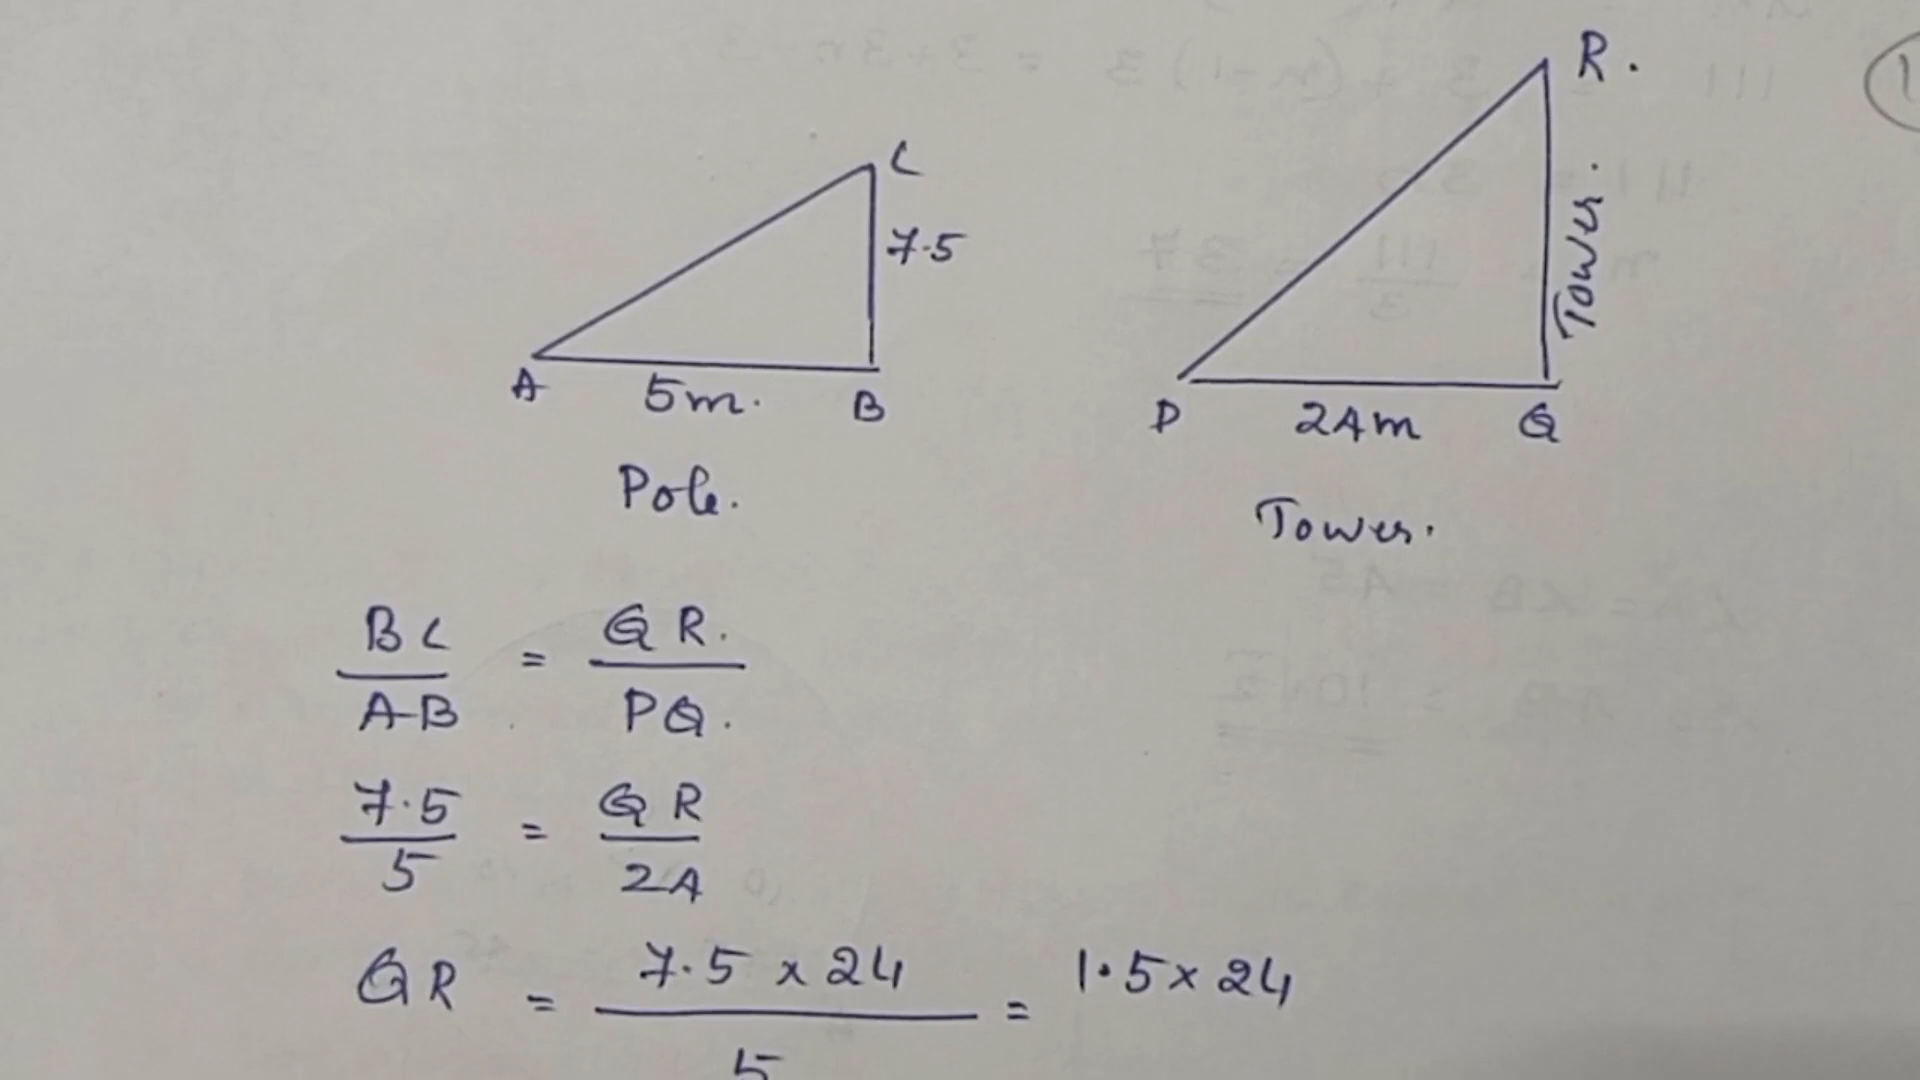 R.
C
7.5
Tower.
A 5m. B
P 24m Q
Pole.
Tower.
BC/AB = QR./PQ.
7.5/5 = QR/24
QR = 7.5 x 24/5 = 1.5x 24